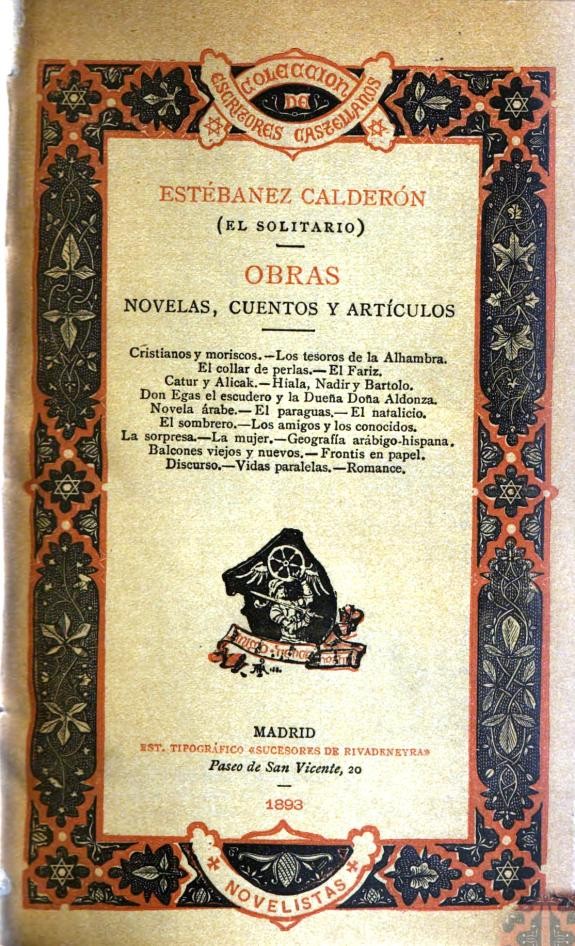 COLECCION
DE
ESCRITORES CASTELLANOS
ESTÉBANEZ CALDERÓN
(EL SOLITARIO)
OBRAS
NOVELAS, CUENTOS Y ARTÍCULOS
Cristianos y moriscos.—Los tesoros de la Alhambra.
El collar de perlas.—El Fariz.
Catur y Alicak.—Hiala, Nadir y Bartolo.
Don Egas el escudero y la Dueña Doña Aldonza.
Novela árabe.—El paraguas.—El natalicio.
El sombrero.—Los amigos y los conocidos.
La sorpresa.—La mujer.—Geografía arábigo-hispana.
Balcones viejos y nuevos.—Frontis en papel.
Discurso.—Vidas paralelas.—Romance.
MADRID
EST. TIPOGRÁFICO «SUCESORES DE RIVADENEYRA»
Paseo de San Vicente, 20
1893
NOVELISTAS